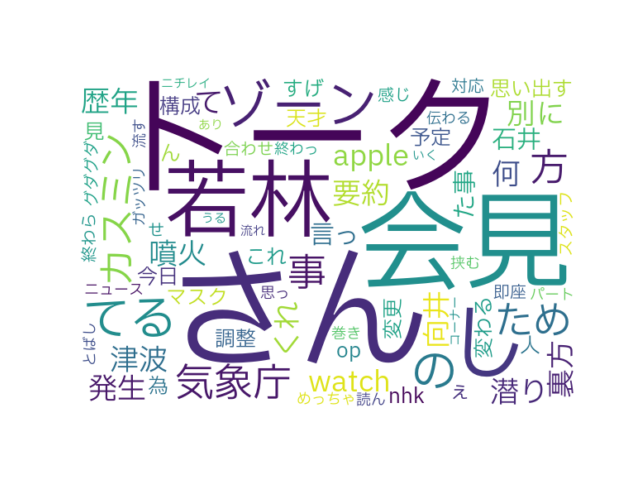 ニチレイ
歴年
構成
て
ゾーン
すげ
感じ
対応
思い出す
トーク
天才
伝わる
別に
見
流す
あり
予定
石井
グダグダ
ん
合わせ
終わっ
apple
いく
何
方
カスミン
ガッツリ
若林
要約
会見
た事
スタッフ
終わら
せ
うる
言っ
噴火
流れ
これ
事
挟む
ニュース
今日
マスク
思っ
さん
くれ
変更
向井
コーナー
変わる
パート
即座
ため
てる
調整
巻き
op
し
人
とばし
津波
気象庁
の
裏方
発生
為
watch
nhk
え
潜り
めっちゃ
読ん